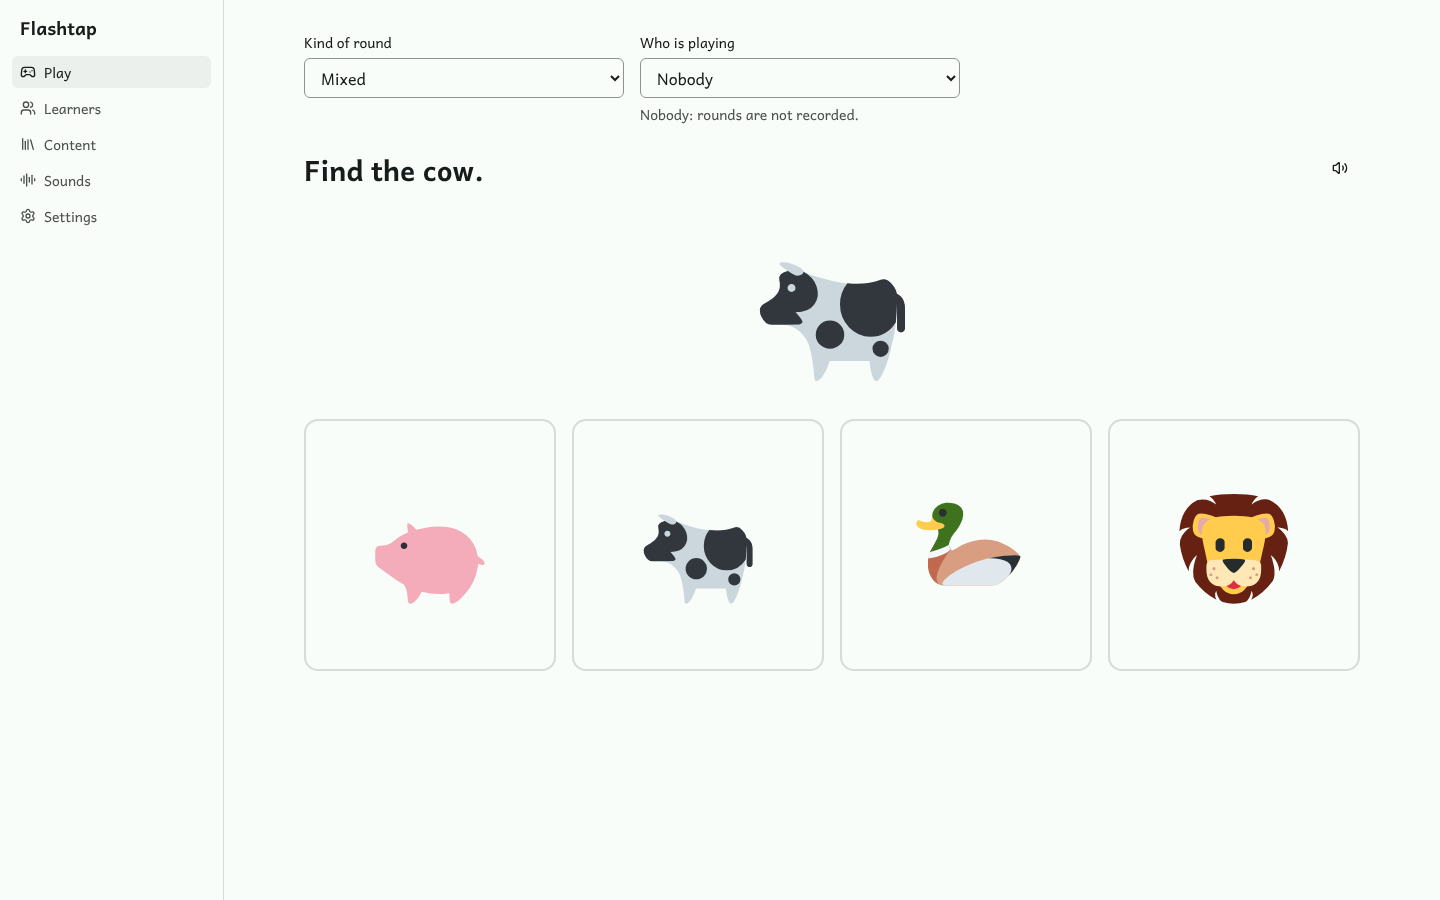 Flashtap
Play
Learners
Content
Sounds
Settings
Kind of round
Mixed
Who is playing
Nobody
Nobody: rounds are not recorded.
Find the cow.